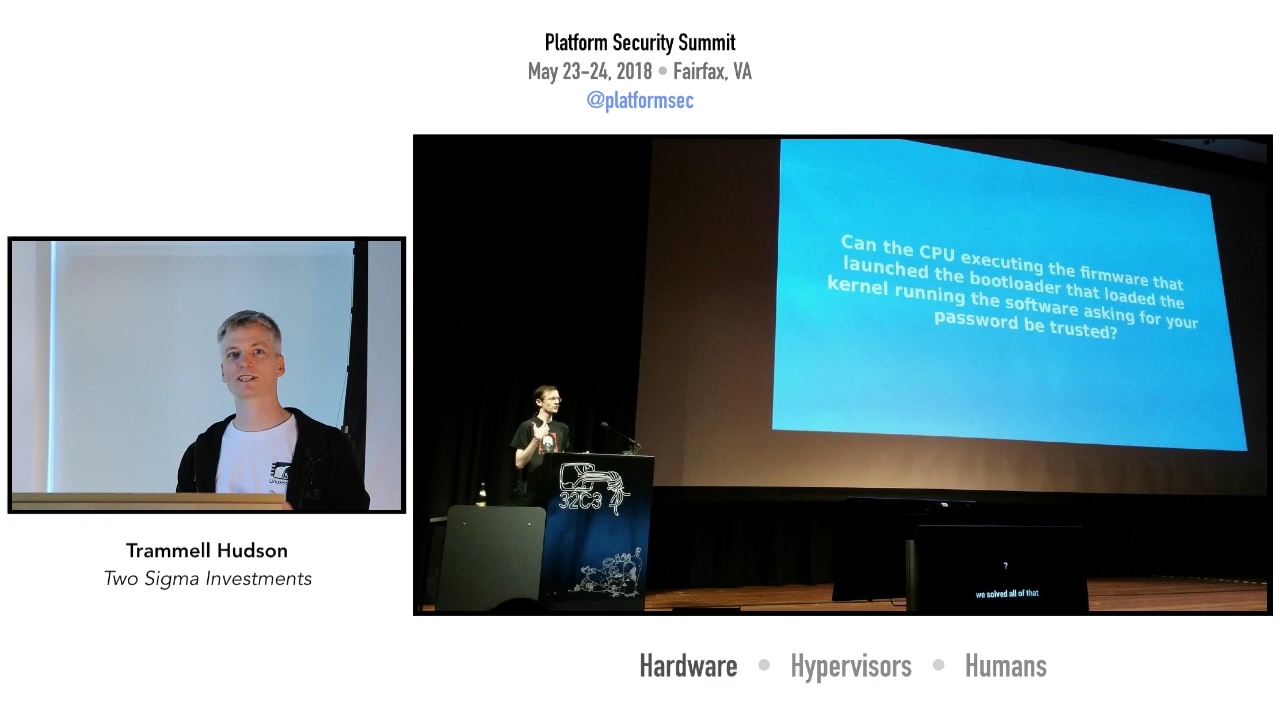 Platform Security Summit
May 23-24, 2018 • Fairfax, VA
@platformsec
Can the CPU executing the firmware that
launched the bootloader that loaded the
kernel running the software asking for your
password be trusted?
32C3
?
we solved all of that
Trammell Hudson
Two Sigma Investments
Hardware • Hypervisors • Humans